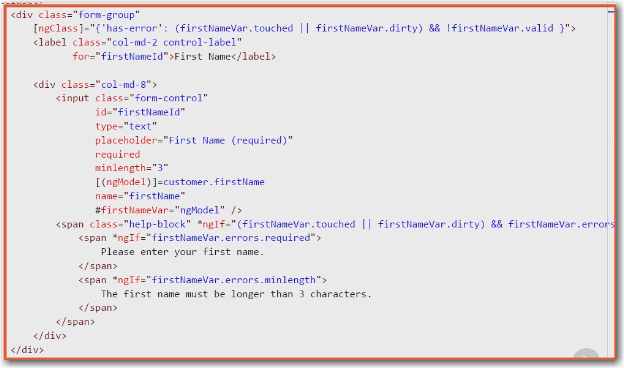 <div class="form-group"
[ngClass]="{'has-error': (firstNameVar.touched || firstNameVar.dirty) && !firstNameVar.valid }">
<label class="col-md-2 control-label"
for="firstNameId">First Name</label>
<div class="col-md-8">
<input class="form-control"
id="firstNameId"
type="text"
placeholder="First Name (required)"
required
minlength="3"
[(ngModel)]=customer.firstName
name="firstName"
#firstNameVar="ngModel" />
<span class="help-block" *ngIf="(firstNameVar.touched || firstNameVar.dirty) && firstNameVar.errors
<span *ngIf="firstNameVar.errors.required">
Please enter your first name.
</span>
<span *ngIf="firstNameVar.errors.minlength">
The first name must be longer than 3 characters.
</span>
</span>
</div>
</div>